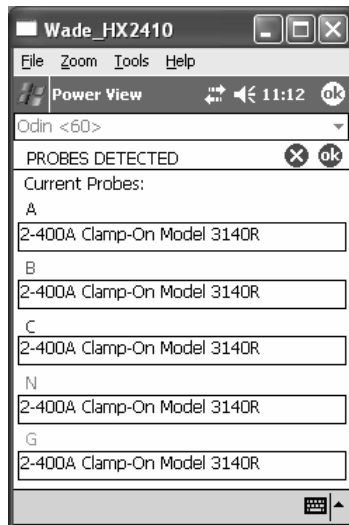 Wade_HX2410
File Zoom Tools Help
Power View 11:12 ok
Odin <60>
PROBES DETECTED ok
Current Probes:
A
2-400A Clamp-On Model 3140R
B
2-400A Clamp-On Model 3140R
C
2-400A Clamp-On Model 3140R
N
2-400A Clamp-On Model 3140R
G
2-400A Clamp-On Model 3140R